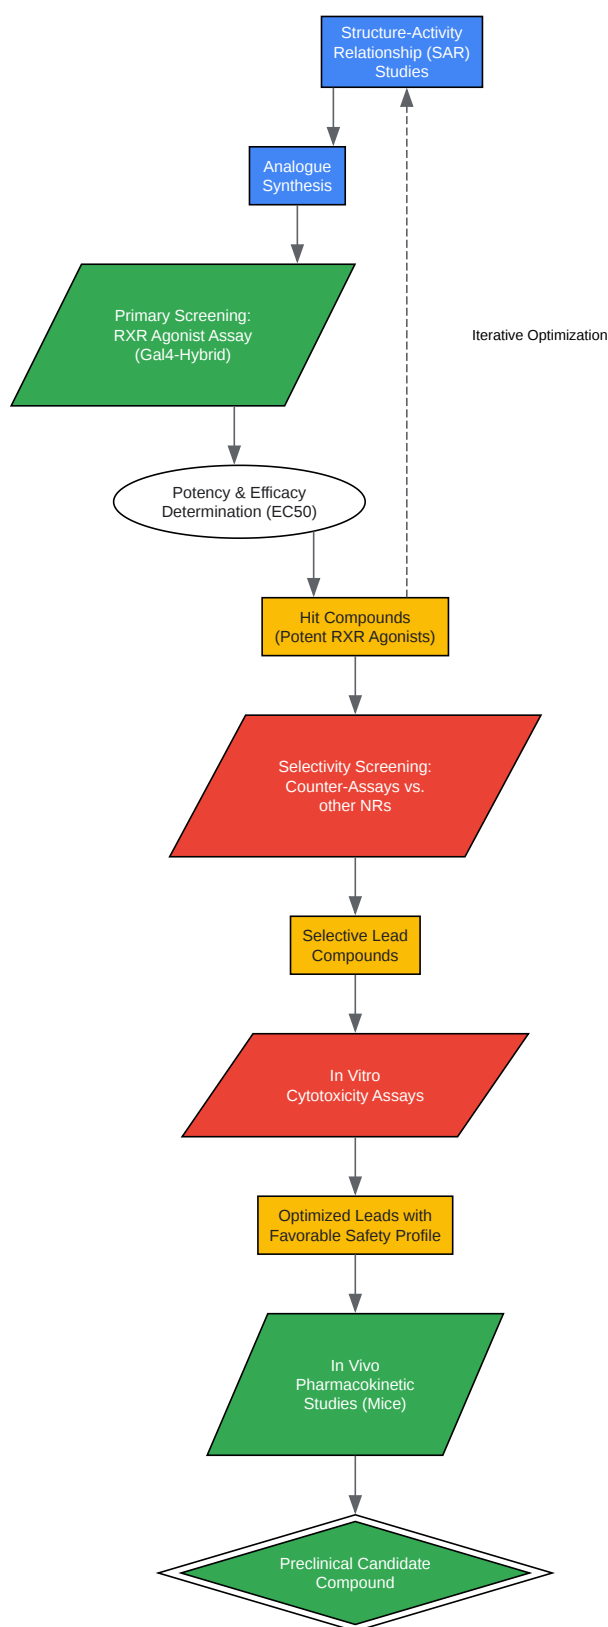 Structure-Activity
Relationship (SAR)
Studies
Analogue
Synthesis
Primary Screening:
RXR Agonist Assay
(Gal4-Hybrid)
Iterative Optimization
Potency & Efficacy
Determination (EC50)
Hit Compounds
(Potent RXR Agonists)
Selectivity Screening:
Counter-Assays vs.
other NRs
Selective Lead
Compounds
In Vitro
Cytotoxicity Assays
Optimized Leads with
Favorable Safety Profile
In Vivo
Pharmacokinetic
Studies (Mice)
Preclinical Candidate
Compound